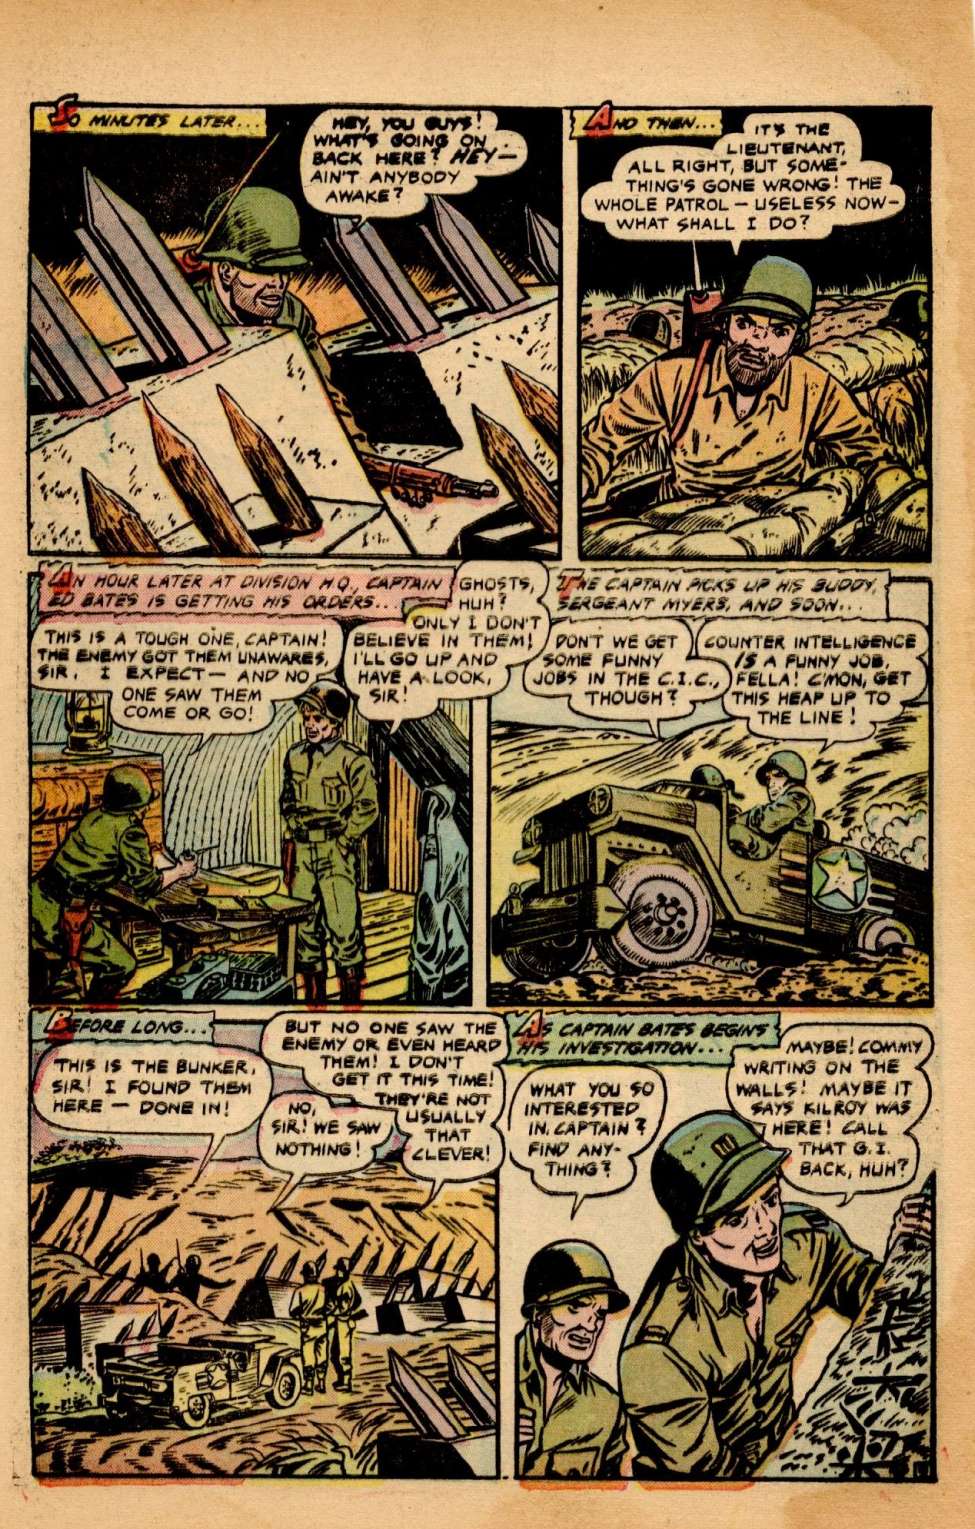 SO MINUTES LATER...
HEY, YOU GUYS!
WHAT'S GOING ON
BACK HERE? HEY—
AIN'T ANYBODY
AWAKE?
AND THEN...
IT'S THE
LIEUTENANT,
ALL RIGHT, BUT SOME-
THING'S GONE WRONG! THE
WHOLE PATROL — USELESS NOW—
WHAT SHALL I DO?
AN HOUR LATER AT DIVISION H.Q., CAPTAIN
ED BATES IS GETTING HIS ORDERS...
THIS IS A TOUGH ONE, CAPTAIN!
THE ENEMY GOT THEM UNAWARES,
SIR. I EXPECT— AND NO
ONE SAW THEM
COME OR GO!
GHOSTS,
HUH?
ONLY I DON'T
BELIEVE IN THEM!
I'LL GO UP AND
HAVE A LOOK,
SIR!
THE CAPTAIN PICKS UP HIS BUDDY,
SERGEANT MYERS, AND SOON...
DON'T WE GET
SOME FUNNY
JOBS IN THE C.I.C.,
THOUGH?
COUNTER INTELLIGENCE
IS A FUNNY JOB,
FELLA! C'MON, GET
THIS HEAP UP TO
THE LINE!
BEFORE LONG...
THIS IS THE BUNKER,
SIR! I FOUND THEM
HERE — DONE IN!
NO,
SIR! WE SAW
NOTHING!
BUT NO ONE SAW THE
ENEMY OR EVEN HEARD
THEM! I DON'T
GET IT THIS TIME!
THEY'RE NOT
USUALLY
THAT
CLEVER!
AS CAPTAIN BATES BEGINS
HIS INVESTIGATION...
WHAT YOU SO
INTERESTED
IN, CAPTAIN?
FIND ANY-
THING?
MAYBE! COMMY
WRITING ON THE
WALLS! MAYBE IT
SAYS KILROY WAS
HERE! CALL
THAT G.I.
BACK, HUH?